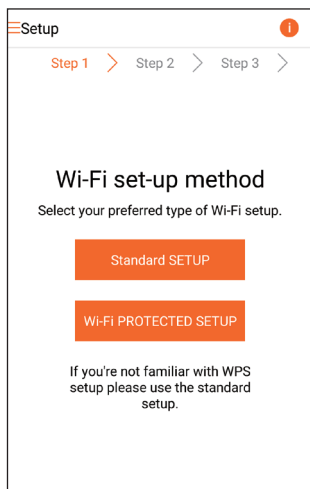 Setup
i
Step 1 Step 2 Step 3
Wi-Fi set-up method
Select your preferred type of Wi-Fi setup.
Standard SETUP
Wi-Fi PROTECTED SETUP
If you're not familiar with WPS
setup please use the standard
setup.